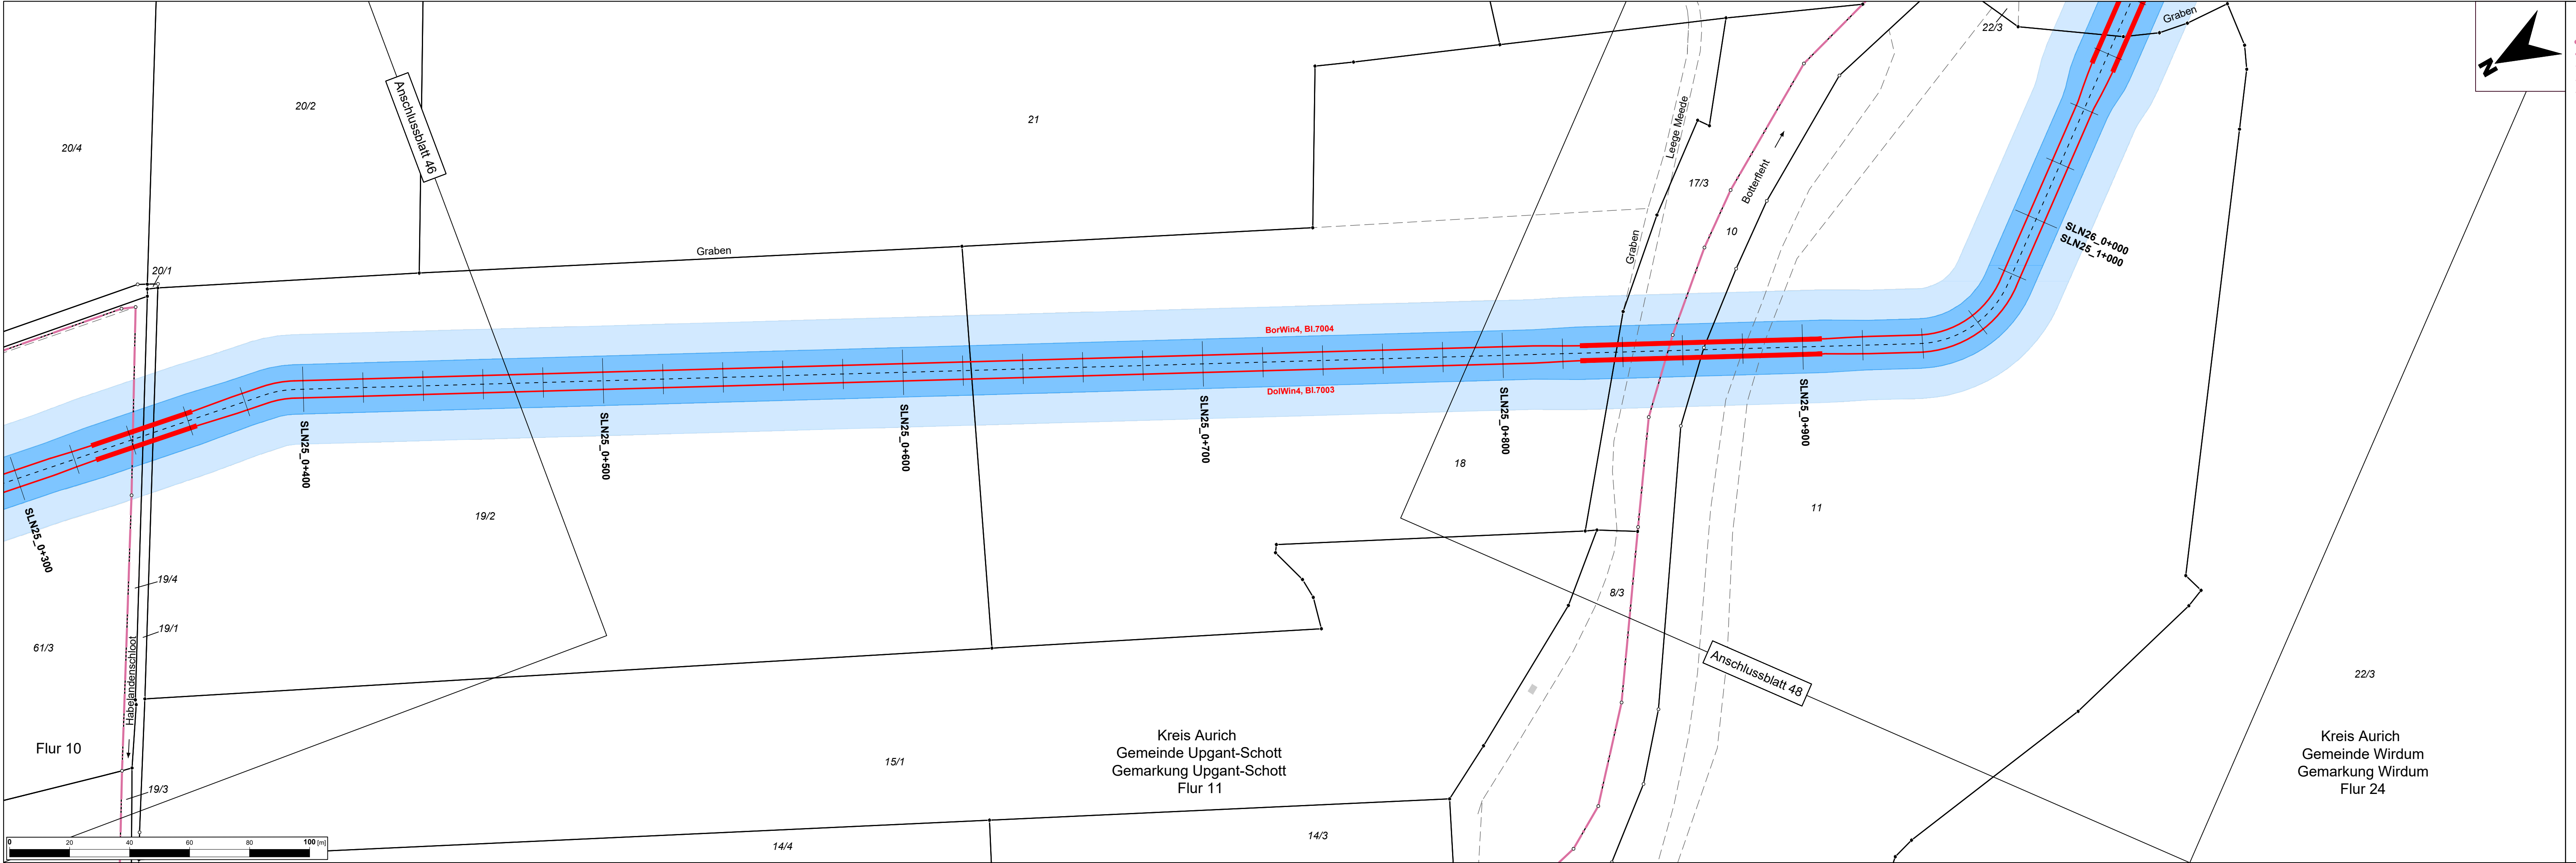 20/4
20/2
Anschlussblatt 46
21
Leege Meede
17/3
Botterfleht
10
22/3
Graben
N
20/1
Graben
Graben
SLN26_0+000
SLN25_1+000
BorWin4, Bl.7004
DolWin4, Bl.7003
SLN25_0+300
SLN25_0+400
SLN25_0+500
SLN25_0+600
SLN25_0+700
SLN25_0+800
SLN25_0+900
18
11
19/2
19/4
19/1
61/3
Habelandenschloot
8/3
Anschlussblatt 48
22/3
Flur 10
19/3
15/1
Kreis Aurich
Gemeinde Upgant-Schott
Gemarkung Upgant-Schott
Flur 11
Kreis Aurich
Gemeinde Wirdum
Gemarkung Wirdum
Flur 24
14/4
14/3
0 20 40 60 80 100 [m]